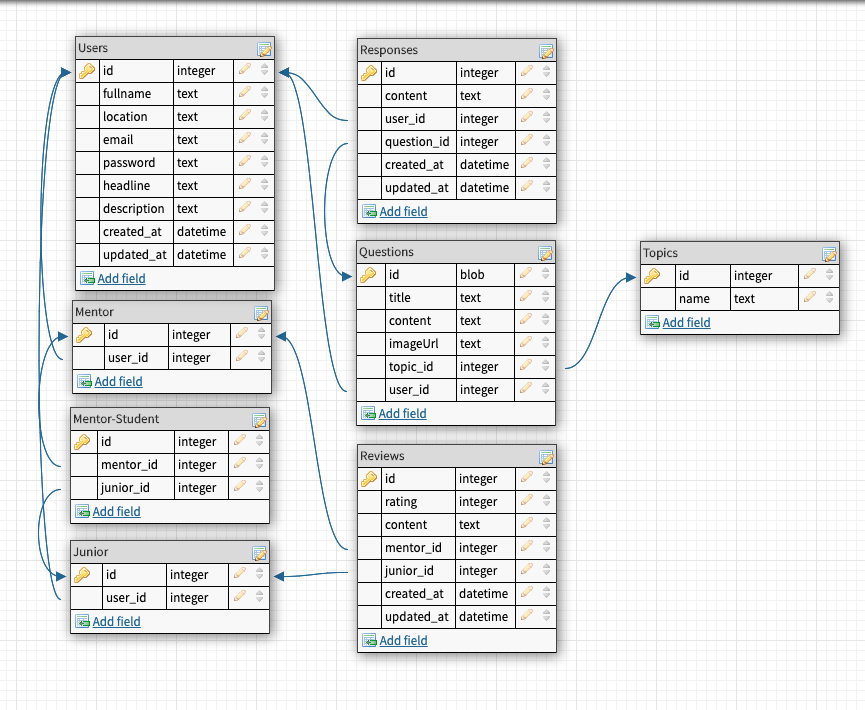 Users
id integer
fullname text
location text
email text
password text
headline text
description text
created_at datetime
updated_at datetime
Add field
Mentor
id integer
user_id integer
Add field
Mentor-Student
id integer
mentor_id integer
junior_id integer
Add field
Junior
id integer
user_id integer
Add field
Responses
id integer
content text
user_id integer
question_id integer
created_at datetime
updated_at datetime
Add field
Questions
id blob
title text
content text
imageUrl text
topic_id integer
user_id integer
Add field
Reviews
id integer
rating integer
content text
mentor_id integer
junior_id integer
created_at datetime
updated_at datetime
Add field
Topics
id integer
name text
Add field